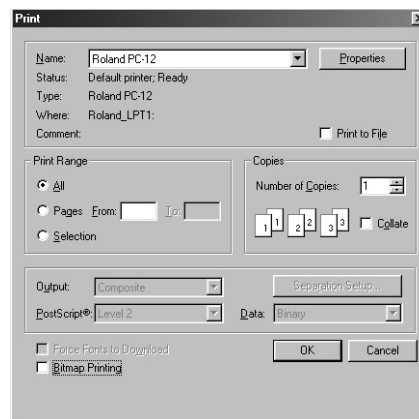 Print
Name: Roland PC-12 Properties
Status: Default printer; Ready
Type: Roland PC-12
Where: Roland_LPT1:
Comment: Print to File
Print Range Copies
All Number of Copies: 1
Pages From: To:
1 1 2 2 3 3 Collate
Selection
Output: Composite Separation Setup...
PostScript®: Level 2 Data: Binary
Force Fonts to Download OK Cancel
Bitmap Printing